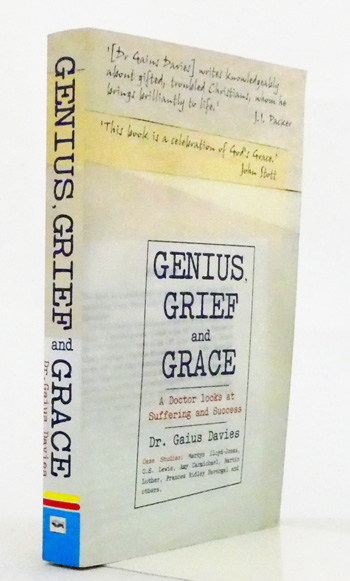 GENIUS, GRIEF and GRACE
Dr. Gaius Davies
'[Dr Gaius Davies] writes knowledgeably
about gifted, troubled Christians, whom he
brings brilliantly to life.'
J.I. Packer
'This book is a celebration of God's Grace.'
John Stott
GENIUS,
GRIEF
and
GRACE
A Doctor looks at
Suffering and Success
Dr. Gaius Davies
Case Studies: Martyn Lloyd-Jones,
C.S. Lewis, Amy Carmichael, Martin
Luther, Frances Ridley Havergal and
others.